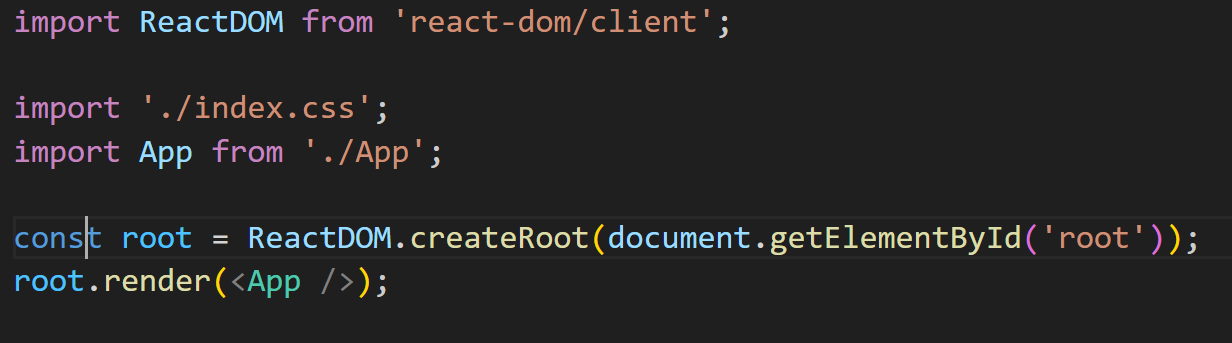 import ReactDOM from 'react-dom/client';
import './index.css';
import App from './App';
const root = ReactDOM.createRoot(document.getElementById('root'));
root.render(<App />);